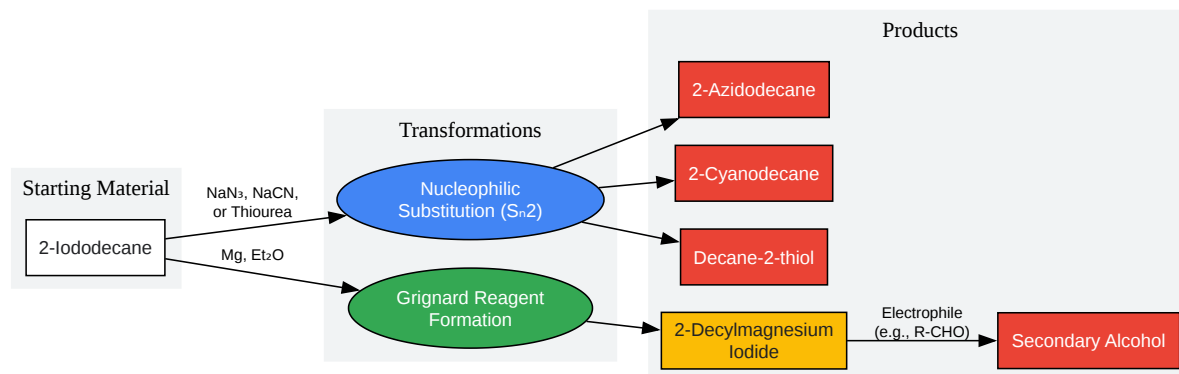 Products
2-Azidodecane
Transformations
Starting Material
NaN₃, NaCN,
or Thiourea
Nucleophilic
Substitution (Sₙ2)
2-Cyanodecane
2-Iododecane
Mg, Et₂O
Decane-2-thiol
Grignard Reagent
Formation
2-Decylmagnesium
Iodide
Electrophile
(e.g., R-CHO)
Secondary Alcohol